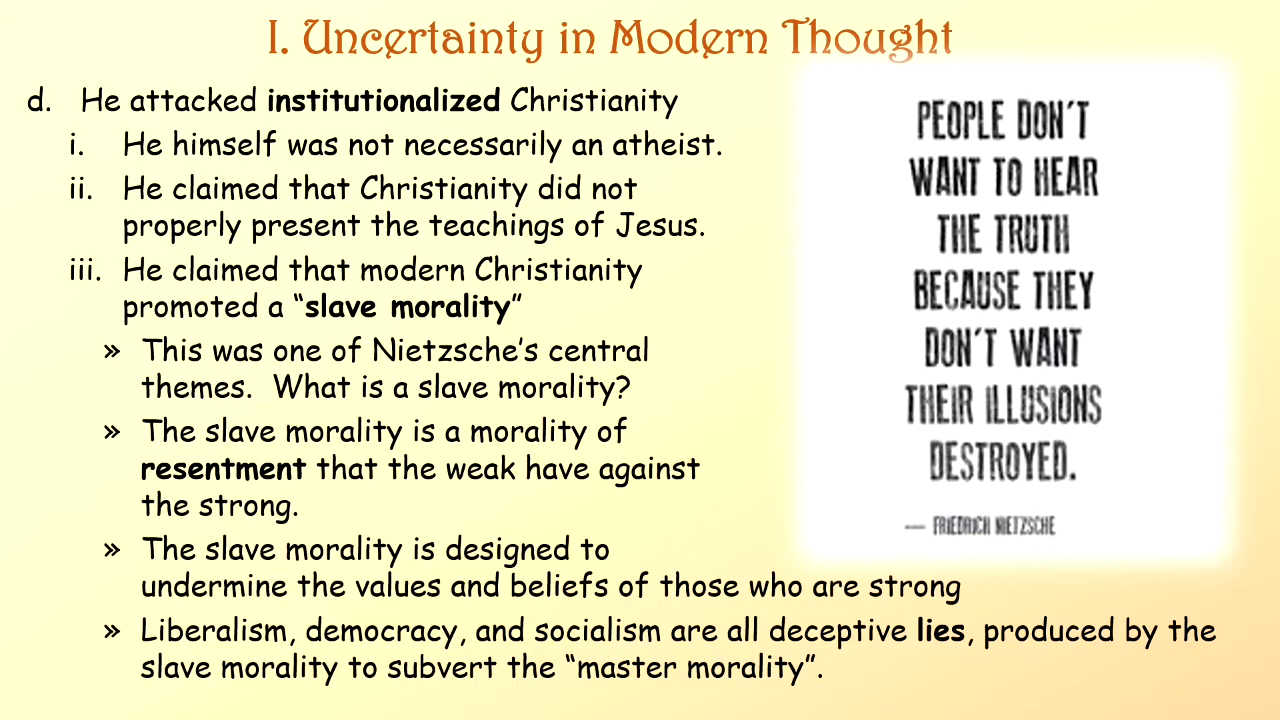 I. Uncertainty in Modern Thought
d. He attacked institutionalized Christianity
i. He himself was not necessarily an atheist.
ii. He claimed that Christianity did not
properly present the teachings of Jesus.
iii. He claimed that modern Christianity
promoted a “slave morality”
» This was one of Nietzsche’s central
themes. What is a slave morality?
» The slave morality is a morality of
resentment that the weak have against
the strong.
» The slave morality is designed to
undermine the values and beliefs of those who are strong
» Liberalism, democracy, and socialism are all deceptive lies, produced by the
slave morality to subvert the “master morality”.
PEOPLE DON´T
WANT TO HEAR
THE TRUTH
BECAUSE THEY
DON´T WANT
THEIR ILLUSIONS
DESTROYED.
— FRIEDRICH NIETZSCHE